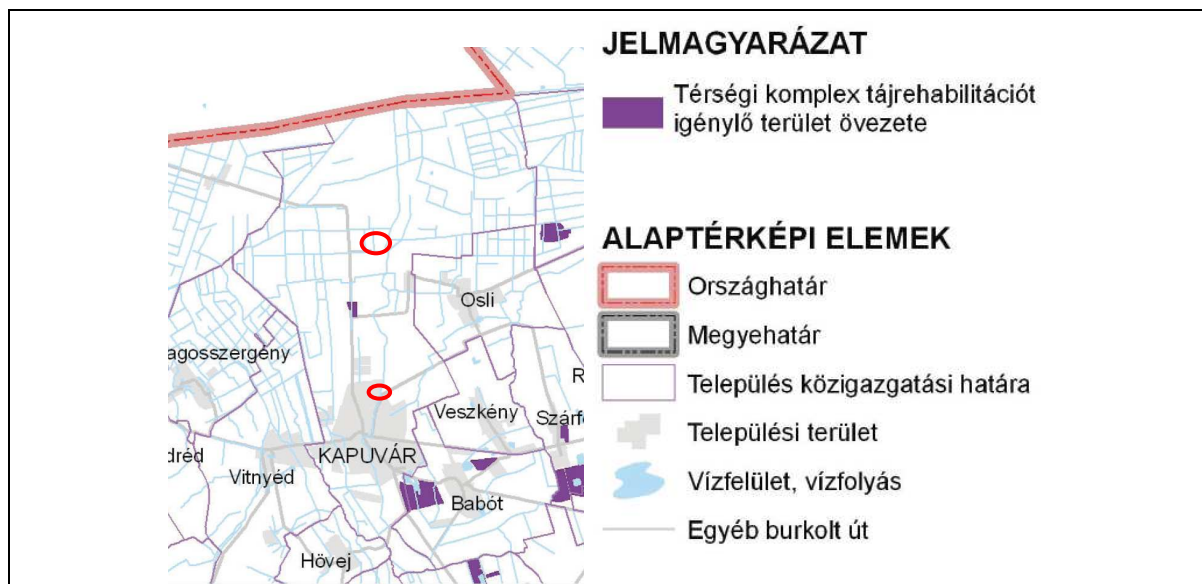 JELMAGYARÁZAT
Térségi komplex tájrehabilitációt
igénylő terület övezete
ALAPTÉRKÉPI ELEMEK
Országhatár
Megyehatár
Település közigazgatási határa
Települési terület
Vízfelület, vízfolyás
Egyéb burkolt út
Osli
agosszergény
R
Veszkény
Szárf
dréd
Vitnyéd
KAPUVÁR
Babót
Hövej